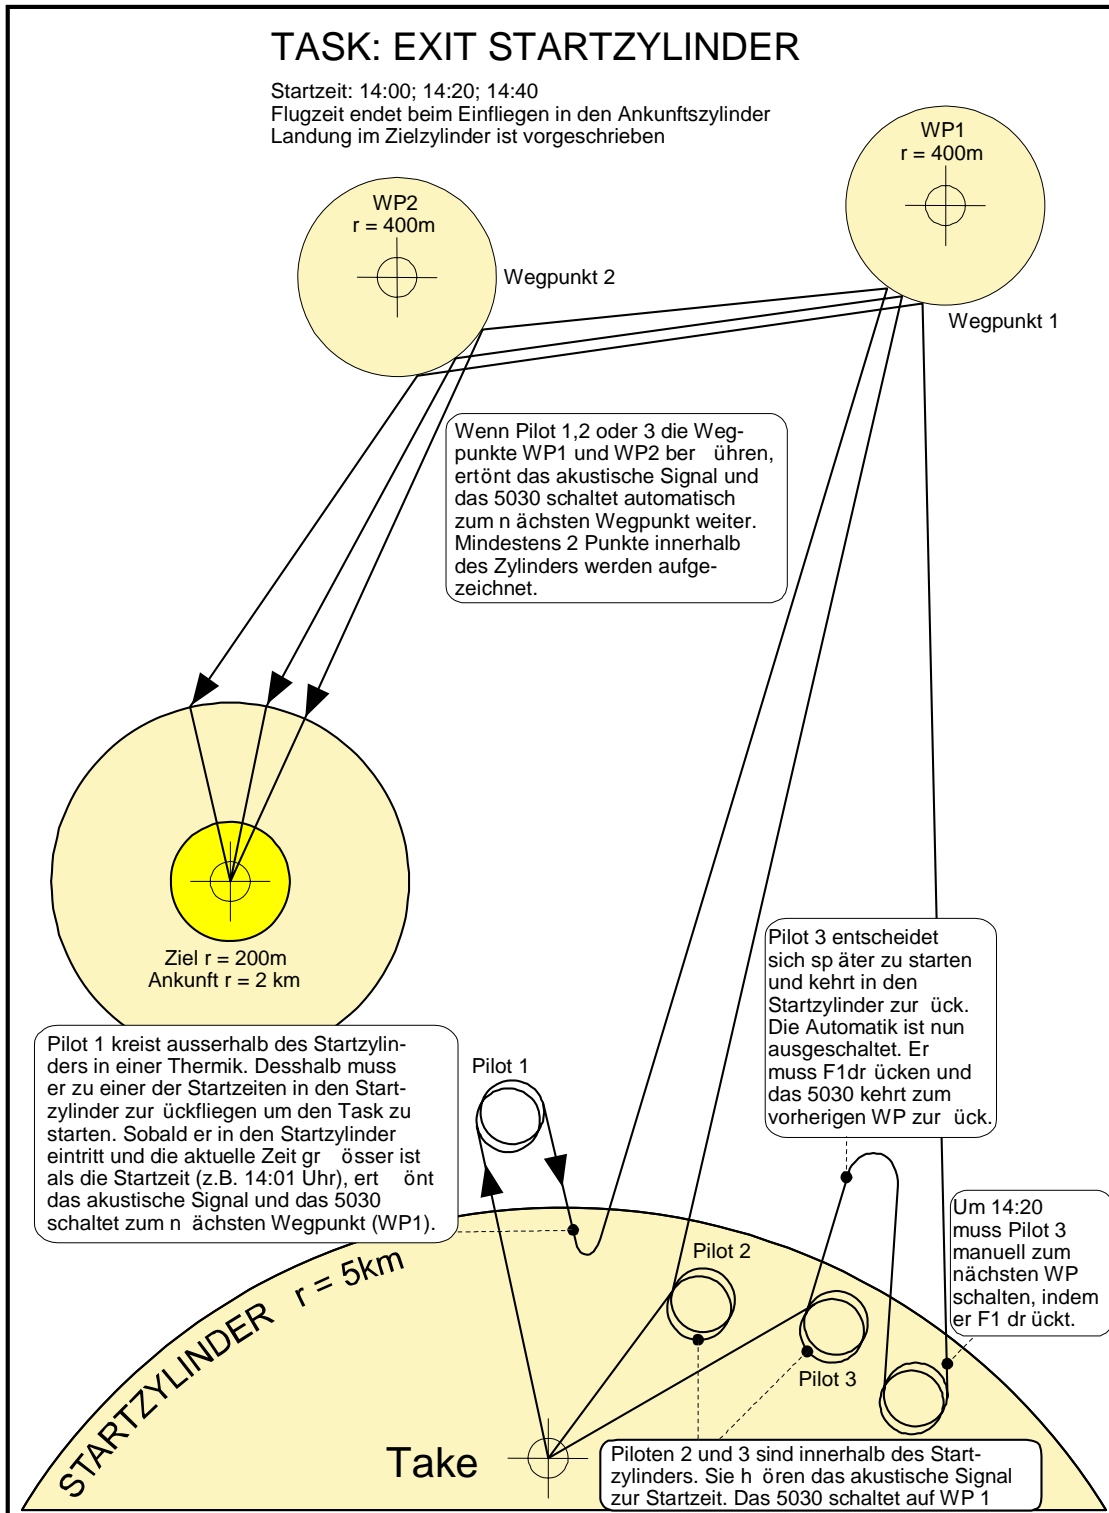 TASK: EXIT STARTZYLINDER
Startzeit: 14:00; 14:20; 14:40
Flugzeit endet beim Einfliegen in den Ankunftszylinder
Landung im Zielzylinder ist vorgeschrieben
WP1
r = 400m
WP2
r = 400m
Wegpunkt 2
Wegpunkt 1
Wenn Pilot 1,2 oder 3 die Weg-
punkte WP1 und WP2 ber ühren,
ertönt das akustische Signal und
das 5030 schaltet automatisch
zum n ächsten Wegpunkt weiter.
Mindestens 2 Punkte innerhalb
des Zylinders werden aufge-
zeichnet.
Ziel r = 200m
Ankunft r = 2 km
Pilot 3 entscheidet
sich sp äter zu starten
und kehrt in den
Startzylinder zur ück.
Die Automatik ist nun
ausgeschaltet. Er
muss F1dr ücken und
das 5030 kehrt zum
vorherigen WP zur ück.
Pilot 1 kreist ausserhalb des Startzylin-
ders in einer Thermik. Desshalb muss
er zu einer der Startzeiten in den Start-
zylinder zur ückfliegen um den Task zu
starten. Sobald er in den Startzylinder
eintritt und die aktuelle Zeit gr össer ist
als die Startzeit (z.B. 14:01 Uhr), ert önt
das akustische Signal und das 5030
schaltet zum n ächsten Wegpunkt (WP1).
Pilot 1
Um 14:20
muss Pilot 3
manuell zum
nächsten WP
schalten, indem
er F1 dr ückt.
Pilot 2
Pilot 3
STARTZYLINDER r = 5km
Take
Piloten 2 und 3 sind innerhalb des Start-
zylinders. Sie h ören das akustische Signal
zur Startzeit. Das 5030 schaltet auf WP 1